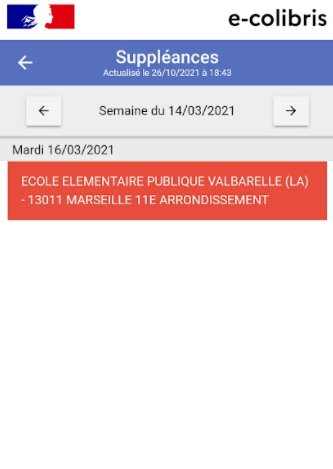 e-colibris
Suppléances
Actualisé le 26/10/2021 à 18:43
Semaine du 14/03/2021
Mardi 16/03/2021
ECOLE ELEMENTAIRE PUBLIQUE VALBARELLE (LA)
- 13011 MARSEILLE 11E ARRONDISSEMENT